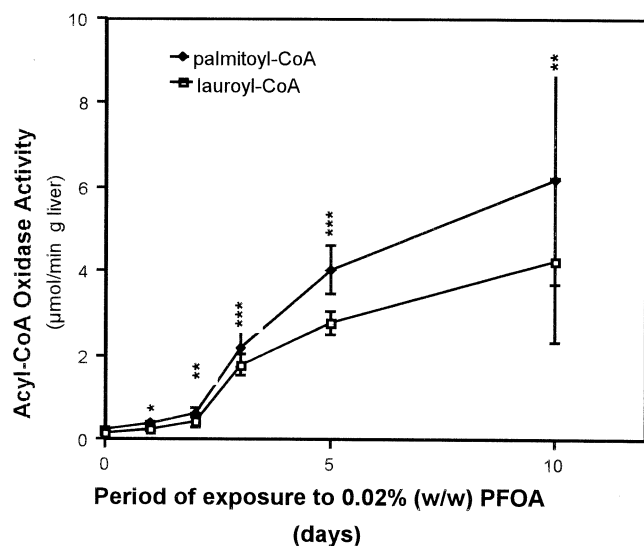 10
8
6
4
2
0
Acyl-CoA Oxidase Activity
(μmol/min g liver)
palmitoyl-CoA
lauroyl-CoA
*
**
***
***
**
0
5
10
Period of exposure to 0.02% (w/w) PFOA
(days)